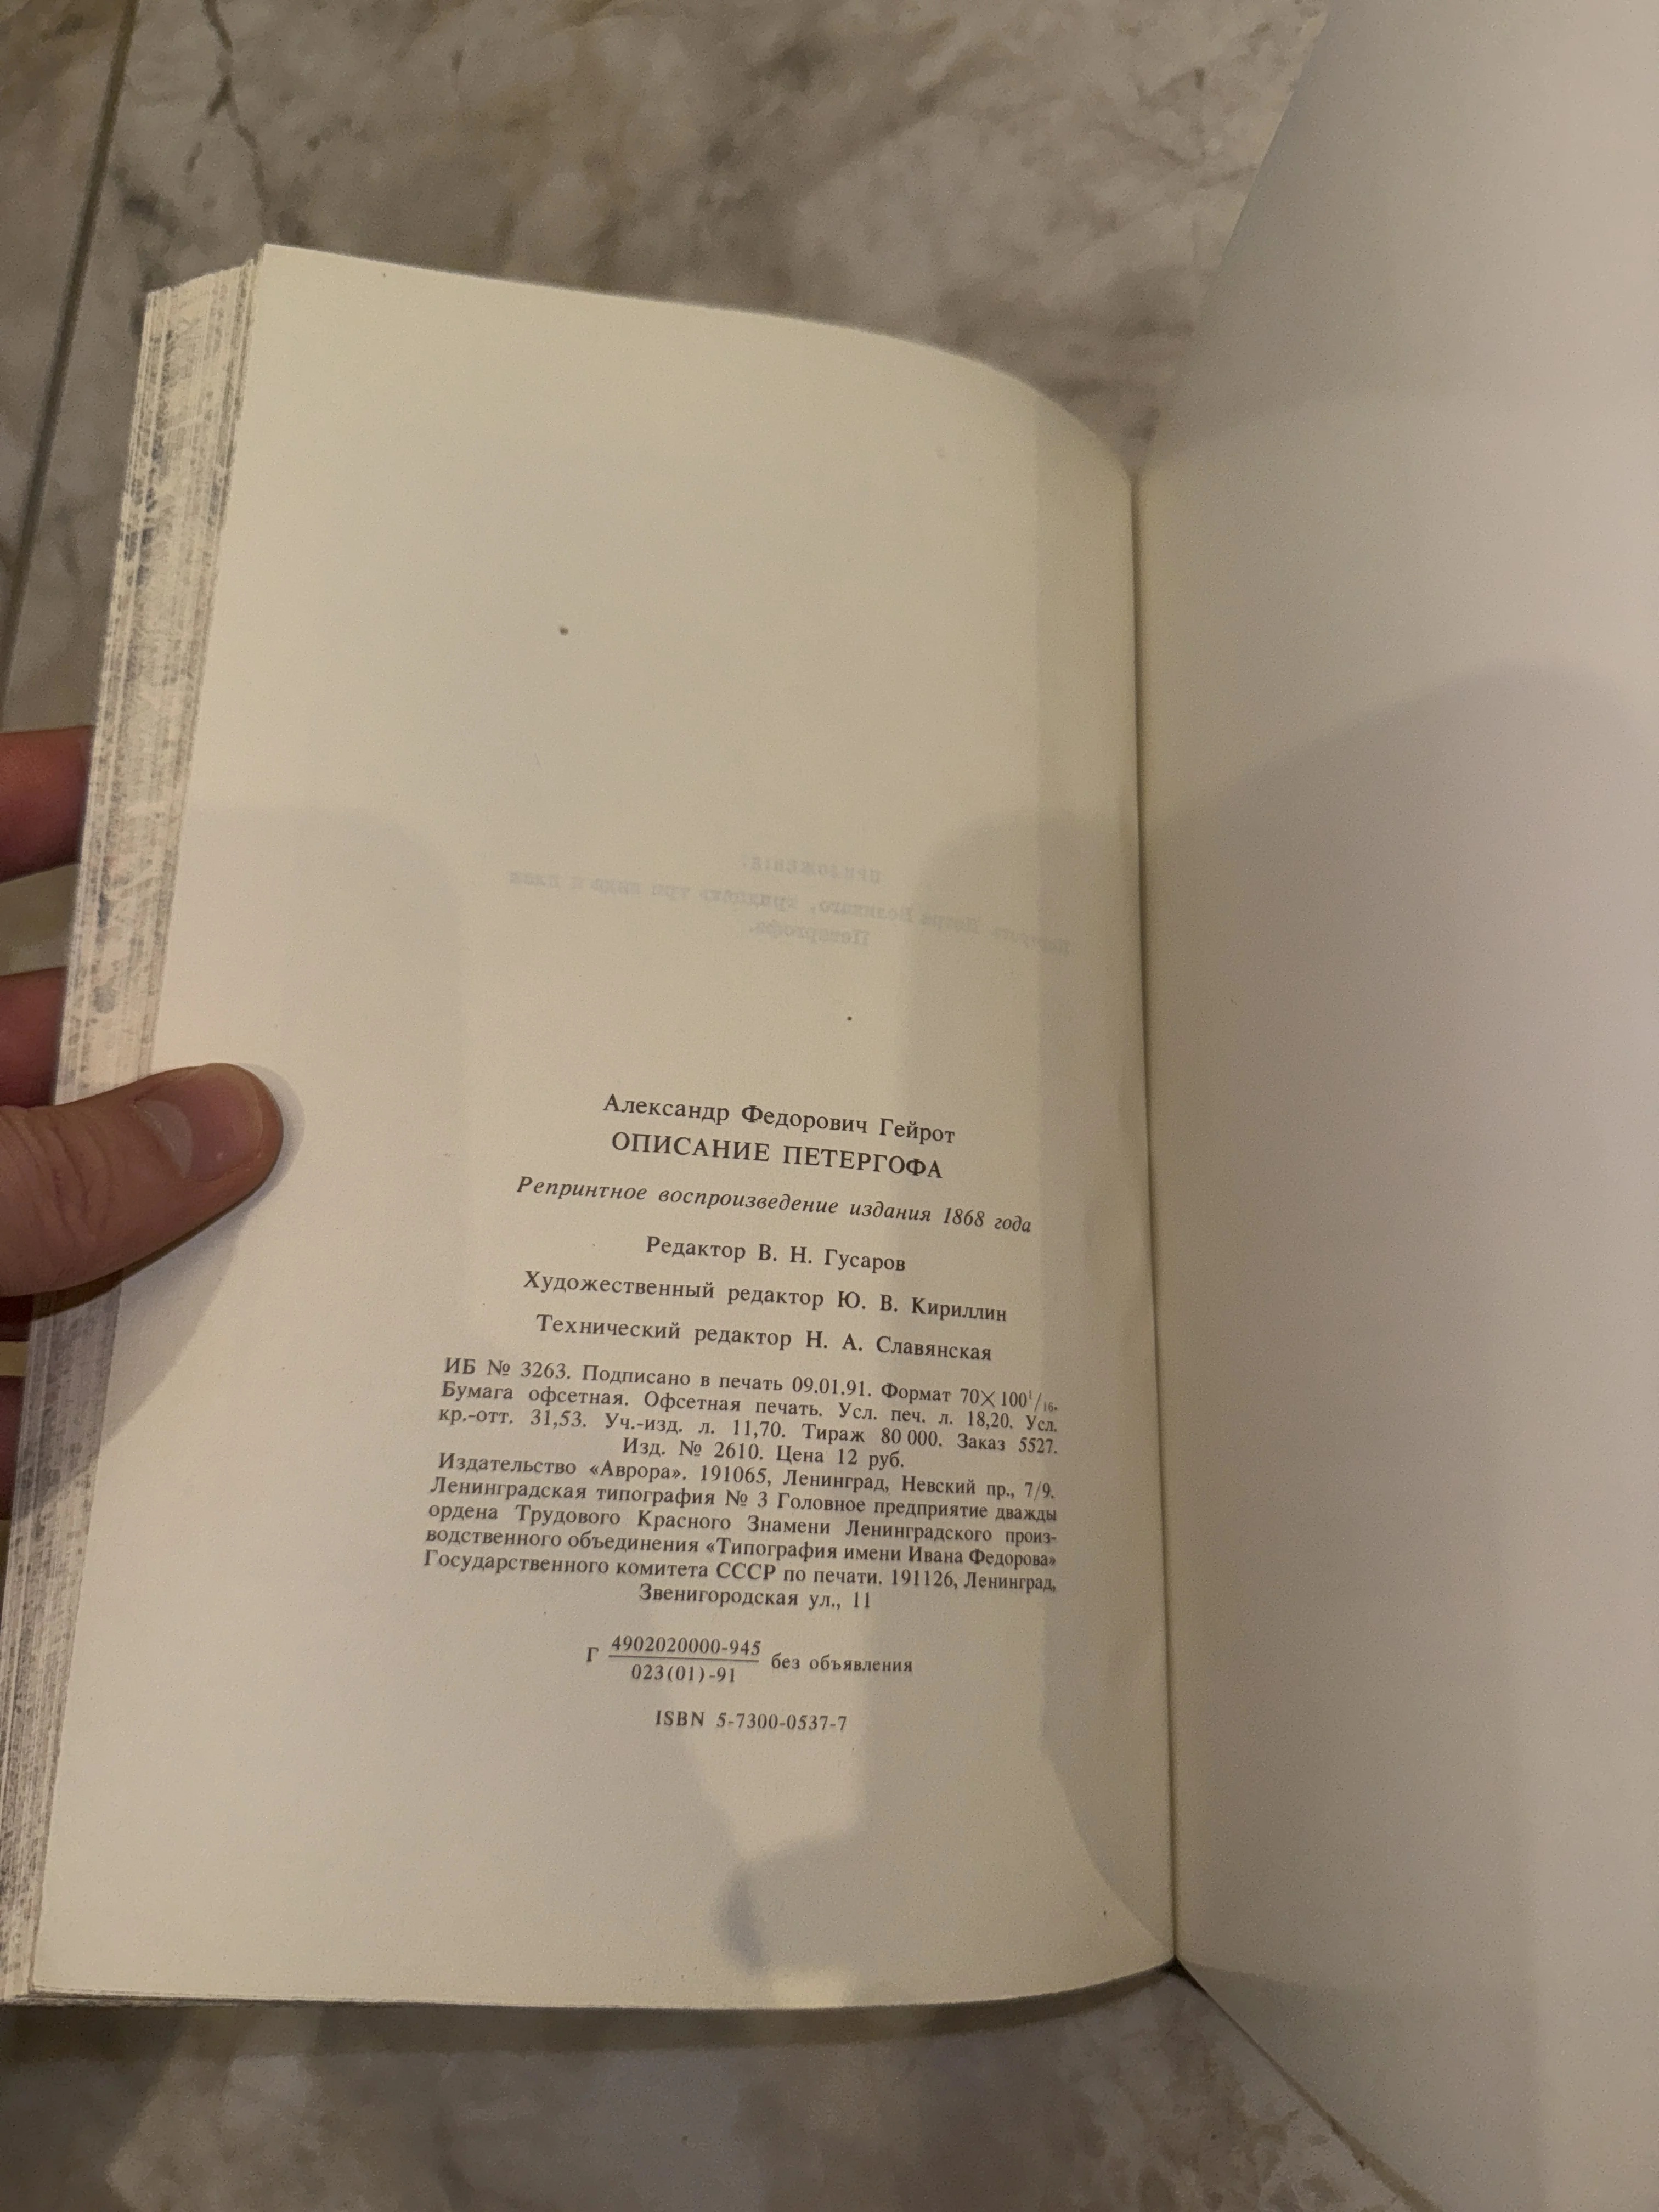 Александр Федорович Гейрот
ОПИСАНИЕ ПЕТЕРГОФА
Репринтное воспроизведение издания 1868 года
Редактор В. Н. Гусаров
Художественный редактор Ю. В. Кириллин
Технический редактор Н. А. Славянская
ИБ № 3263. Подписано в печать 09.01.91. Формат 70×100¹/₁₆.
Бумага офсетная. Офсетная печать. Усл. печ. л. 18,20. Усл.
кр.-отт. 31,53. Уч.-изд. л. 11,70. Тираж 80 000. Заказ 5527.
Изд. № 2610. Цена 12 руб.
Издательство «Аврора». 191065, Ленинград, Невский пр., 7/9.
Ленинградская типография № 3 Головное предприятие дважды
ордена Трудового Красного Знамени Ленинградского произ-
водственного объединения «Типография имени Ивана Федорова»
Государственного комитета СССР по печати. 191126, Ленинград,
Звенигородская ул., 11
Г 4902020000-945 без объявления
023(01)-91
ISBN 5-7300-0537-7